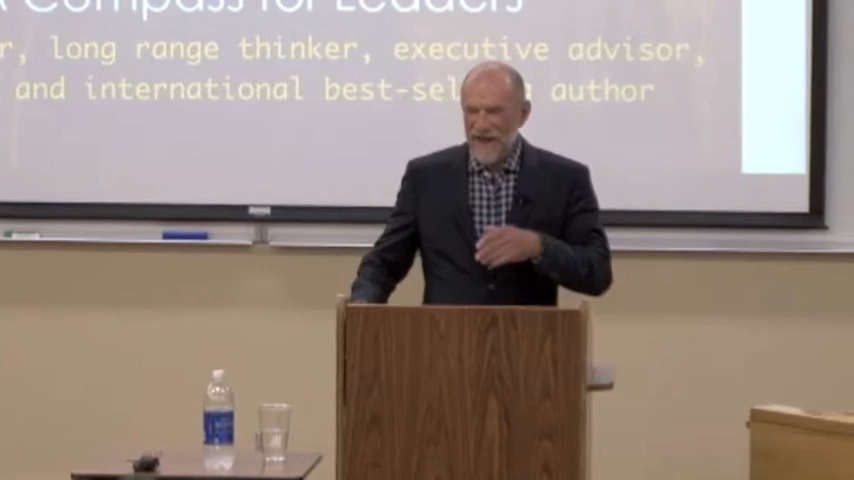 A Compass for Leaders
, long range thinker, executive advisor,
and international best-sel author